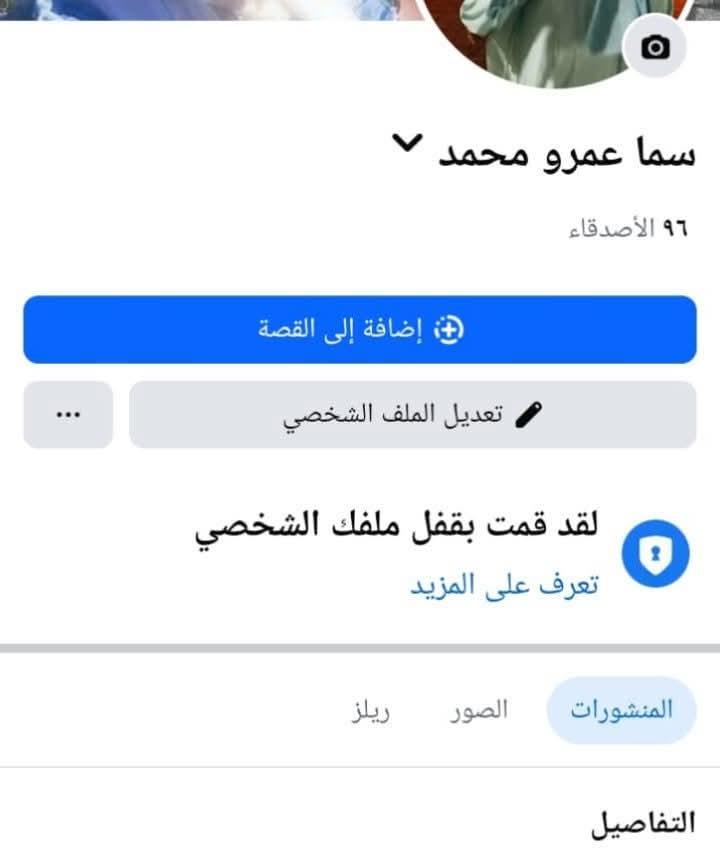 سما عمرو محمد
٩٦ الأصدقاء
إضافة إلى القصة
تعديل الملف الشخصي
لقد قمت بقفل ملفك الشخصي
تعرف على المزيد
المنشورات الصور ريلز
التفاصيل